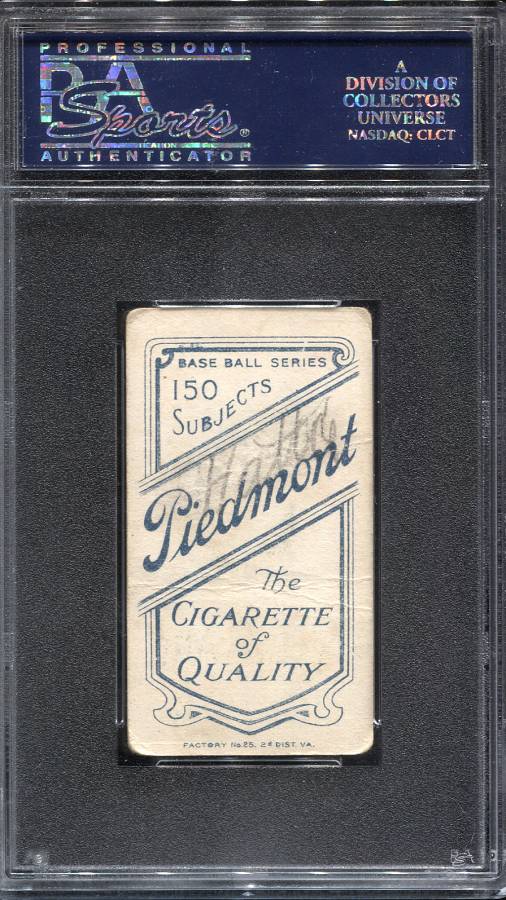 PROFESSIONAL
PSA
Sports®
AUTHENTICATOR
A
DIVISION OF
COLLECTORS
UNIVERSE
NASDAQ: CLCT
BASE BALL SERIES
150
SUBJECTS
Piedmont
The
CIGARETTE
of
QUALITY
FACTORY No. 25, 2d DIST. VA.
PSA